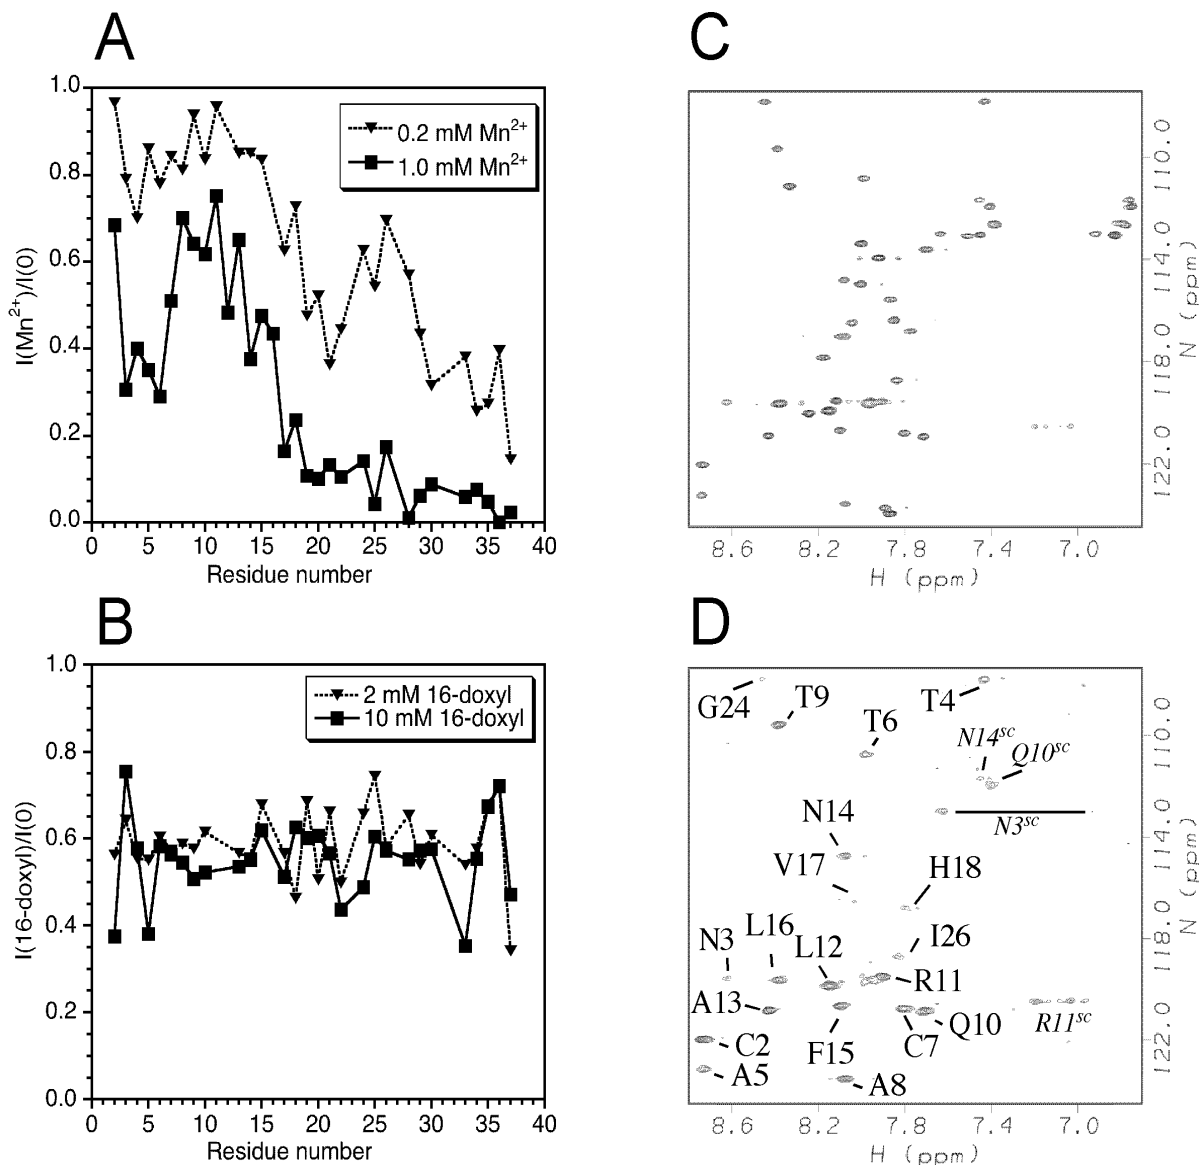 A
I(Mn²⁺)/I(0)
1.0
0.8
0.6
0.4
0.2
0.0
0.2 mM Mn²⁺
1.0 mM Mn²⁺
0 5 10 15 20 25 30 35 40
Residue number
B
I(16-doxyl)/I(0)
1.0
0.8
0.6
0.4
0.2
0.0
2 mM 16-doxyl
10 mM 16-doxyl
0 5 10 15 20 25 30 35 40
Residue number
C
110.0
114.0
118.0
122.0
N (ppm)
8.6 8.2 7.8 7.4 7.0
H (ppm)
D
G24
T9
T6
T4
N14ˢᶜ
Q10ˢᶜ
N3ˢᶜ
N14
V17
H18
N3
L16
L12
I26
R11
A13
Q10
R11ˢᶜ
C2
F15
C7
A5
A8
110.0
114.0
118.0
122.0
N (ppm)
8.6 8.2 7.8 7.4 7.0
H (ppm)